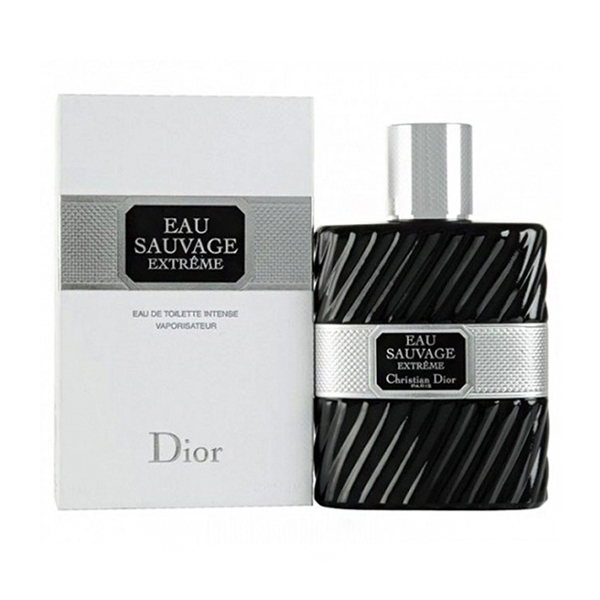 EAU
SAUVAGE
EXTRÊME
EAU DE TOILETTE INTENSE
VAPORISATEUR
Dior
EAU
SAUVAGE
EXTRÊME
Christian Dior
PARIS